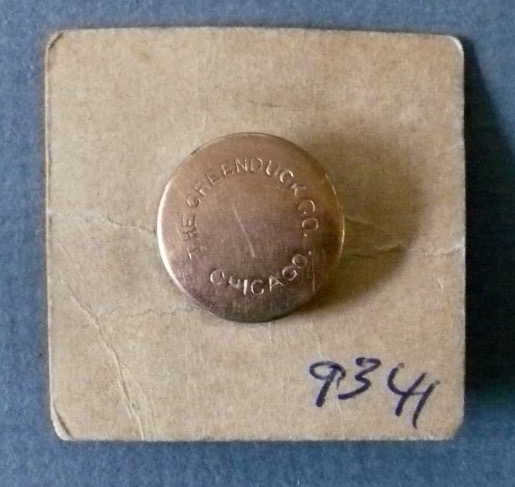 THE GREENDUCK CO.
CHICAGO.
9341